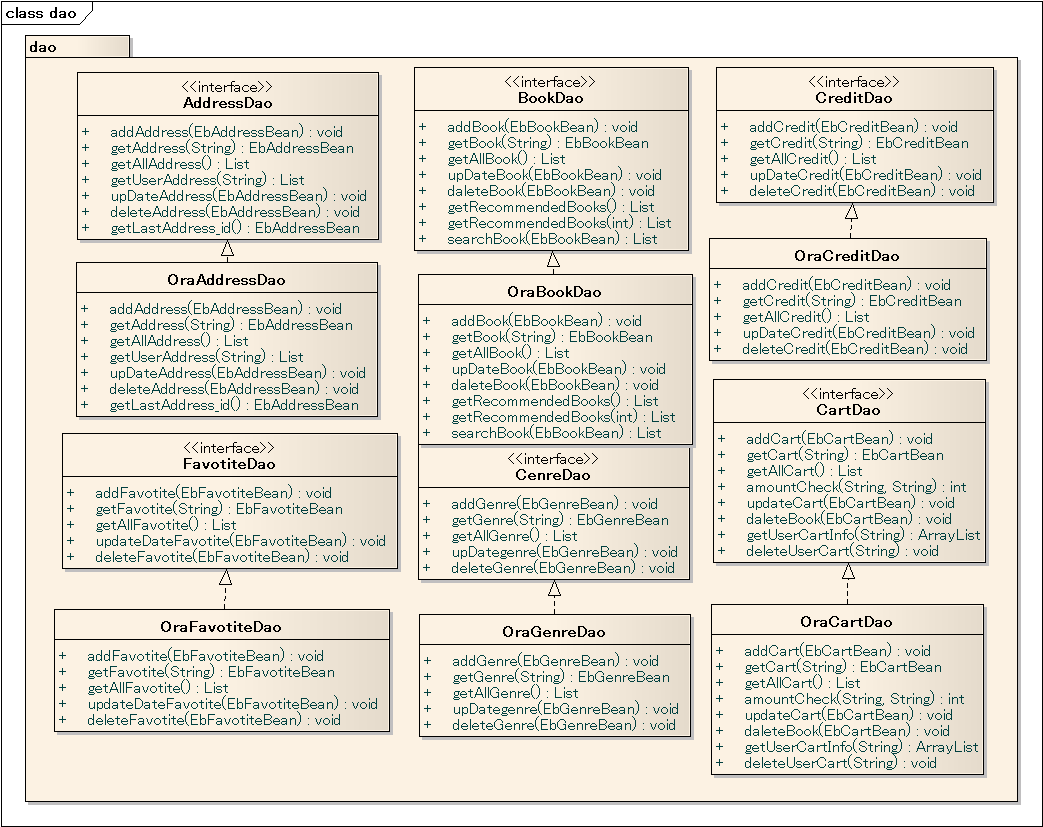 class dao
dao
<<interface>>
AddressDao
+ addAddress(EbAddressBean) : void
+ getAddress(String) : EbAddressBean
+ getAllAddress() : List
+ getUserAddress(String) : List
+ upDateAddress(EbAddressBean) : void
+ deleteAddress(EbAddressBean) : void
+ getLastAddress_id() : EbAddressBean
OraAddressDao
+ addAddress(EbAddressBean) : void
+ getAddress(String) : EbAddressBean
+ getAllAddress() : List
+ getUserAddress(String) : List
+ upDateAddress(EbAddressBean) : void
+ deleteAddress(EbAddressBean) : void
+ getLastAddress_id() : EbAddressBean
<<interface>>
FavotiteDao
+ addFavotite(EbFavotiteBean) : void
+ getFavotite(String) : EbFavotiteBean
+ getAllFavotite() : List
+ updateDateFavotite(EbFavotiteBean) : void
+ deleteFavotite(EbFavotiteBean) : void
OraFavotiteDao
+ addFavotite(EbFavotiteBean) : void
+ getFavotite(String) : EbFavotiteBean
+ getAllFavotite() : List
+ updateDateFavotite(EbFavotiteBean) : void
+ deleteFavotite(EbFavotiteBean) : void
<<interface>>
BookDao
+ addBook(EbBookBean) : void
+ getBook(String) : EbBookBean
+ getAllBook() : List
+ upDateBook(EbBookBean) : void
+ daleteBook(EbBookBean) : void
+ getRecommendedBooks() : List
+ getRecommendedBooks(int) : List
+ searchBook(EbBookBean) : List
OraBookDao
+ addBook(EbBookBean) : void
+ getBook(String) : EbBookBean
+ getAllBook() : List
+ upDateBook(EbBookBean) : void
+ daleteBook(EbBookBean) : void
+ getRecommendedBooks() : List
+ getRecommendedBooks(int) : List
+ searchBook(EbBookBean) : List
<<interface>>
CenreDao
+ addGenre(EbGenreBean) : void
+ getGenre(String) : EbGenreBean
+ getAllGenre() : List
+ upDategenre(EbGenreBean) : void
+ deleteGenre(EbGenreBean) : void
OraGenreDao
+ addGenre(EbGenreBean) : void
+ getGenre(String) : EbGenreBean
+ getAllGenre() : List
+ upDategenre(EbGenreBean) : void
+ deleteGenre(EbGenreBean) : void
<<interface>>
CreditDao
+ addCredit(EbCreditBean) : void
+ getCredit(String) : EbCreditBean
+ getAllCredit() : List
+ upDateCredit(EbCreditBean) : void
+ deleteCredit(EbCreditBean) : void
OraCreditDao
+ addCredit(EbCreditBean) : void
+ getCredit(String) : EbCreditBean
+ getAllCredit() : List
+ upDateCredit(EbCreditBean) : void
+ deleteCredit(EbCreditBean) : void
<<interface>>
CartDao
+ addCart(EbCartBean) : void
+ getCart(String) : EbCartBean
+ getAllCart() : List
+ amountCheck(String, String) : int
+ updateCart(EbCartBean) : void
+ daleteBook(EbCartBean) : void
+ getUserCartInfo(String) : ArrayList
+ deleteUserCart(String) : void
OraCartDao
+ addCart(EbCartBean) : void
+ getCart(String) : EbCartBean
+ getAllCart() : List
+ amountCheck(String, String) : int
+ updateCart(EbCartBean) : void
+ daleteBook(EbCartBean) : void
+ getUserCartInfo(String) : ArrayList
+ deleteUserCart(String) : void